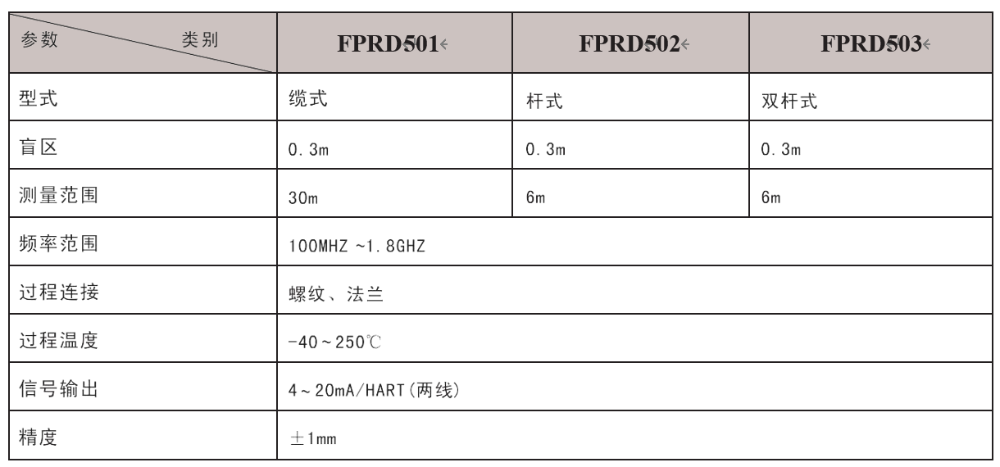 参数 类别 FPRD501 FPRD502 FPRD503
型式 缆式 杆式 双杆式
盲区 0.3m 0.3m 0.3m
测量范围 30m 6m 6m
频率范围 100MHZ ~1.8GHZ
过程连接 螺纹、法兰
过程温度 -40~250℃
信号输出 4~20mA/HART(两线)
精度 ±1mm